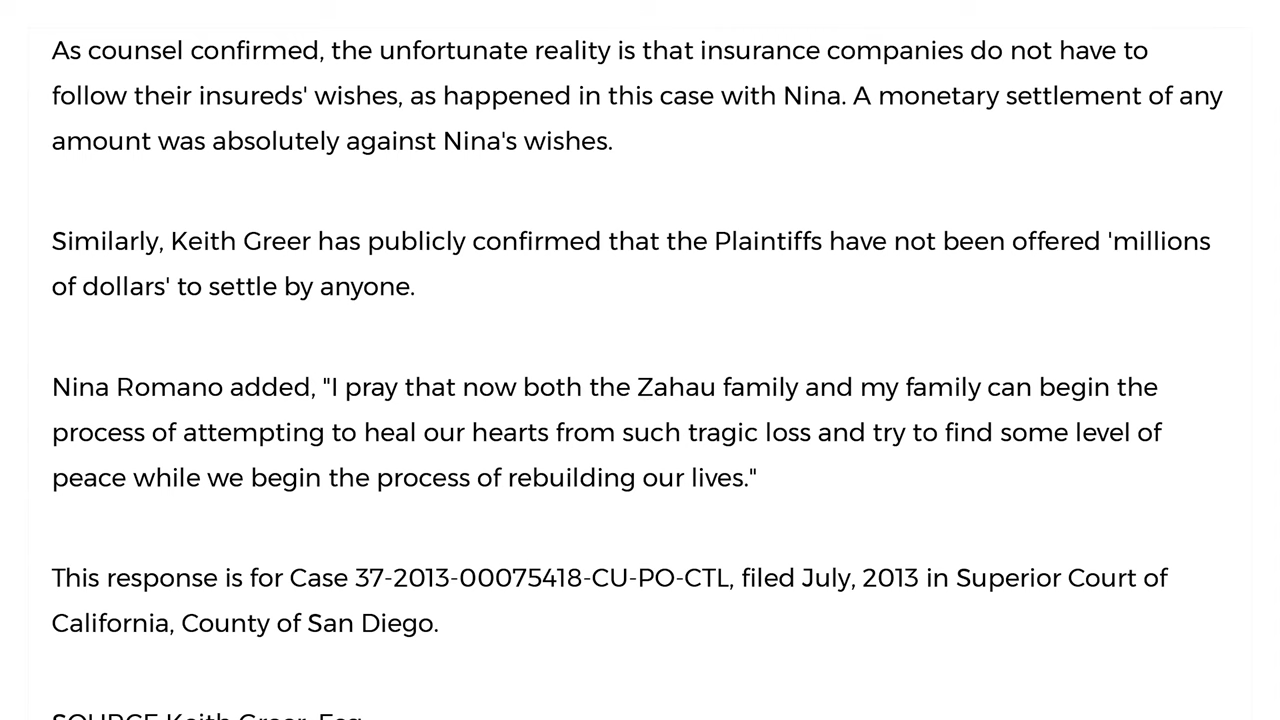 As counsel confirmed, the unfortunate reality is that insurance companies do not have to
follow their insureds' wishes, as happened in this case with Nina. A monetary settlement of any
amount was absolutely against Nina's wishes.
Similarly, Keith Greer has publicly confirmed that the Plaintiffs have not been offered 'millions
of dollars' to settle by anyone.
Nina Romano added, "I pray that now both the Zahau family and my family can begin the
process of attempting to heal our hearts from such tragic loss and try to find some level of
peace while we begin the process of rebuilding our lives."
This response is for Case 37-2013-00075418-CU-PO-CTL, filed July, 2013 in Superior Court of
California, County of San Diego.
SOURCE Keith Greer, Esq.